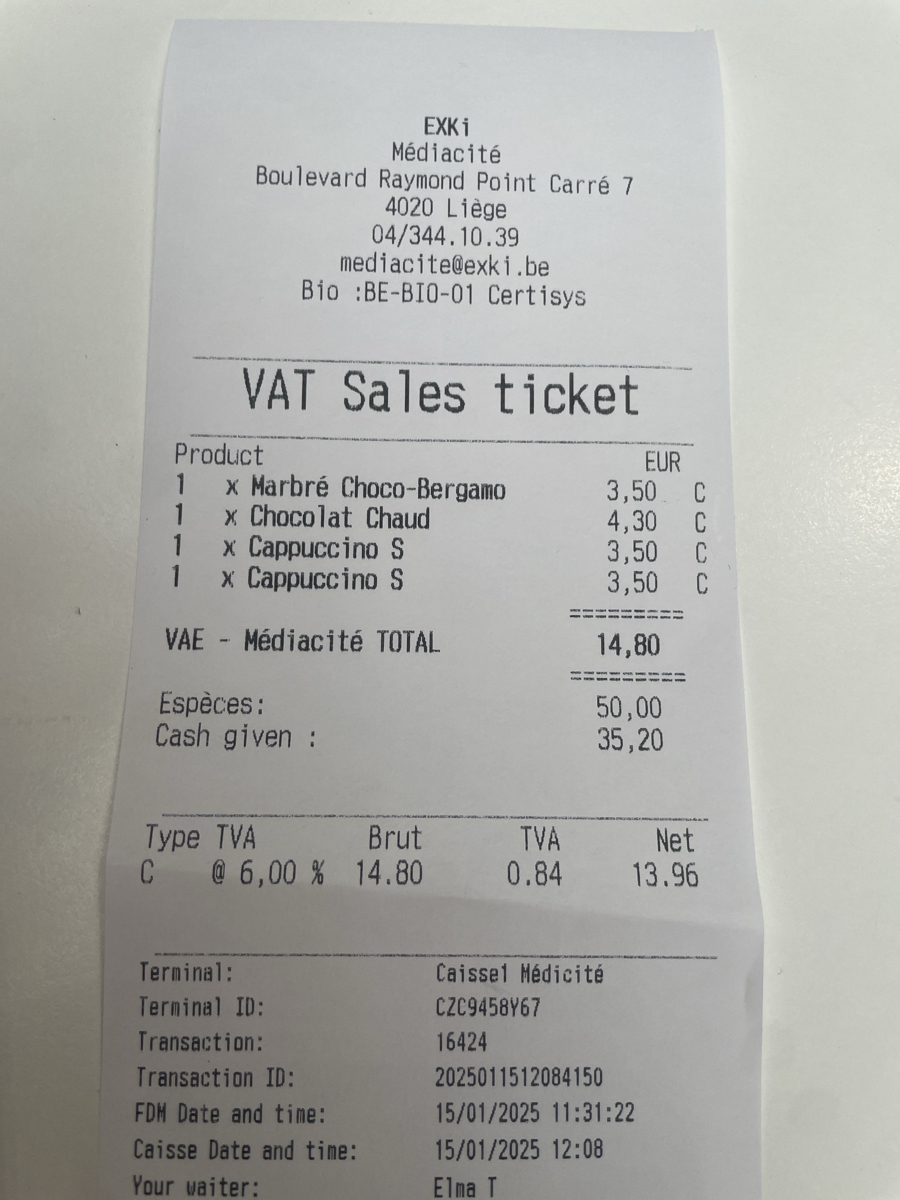 EXKi
Médiacité
Boulevard Raymond Point Carré 7
4020 Liège
04/344.10.39
mediacite@exki.be
Bio :BE-BIO-01 Certisys
VAT Sales ticket
Product EUR
1 x Marbré Choco-Bergamo 3,50 C
1 x Chocolat Chaud 4,30 C
1 x Cappuccino S 3,50 C
1 x Cappuccino S 3,50 C
=========
VAE - Médiacité TOTAL 14,80
=========
Espèces: 50,00
Cash given : 35,20
Type TVA Brut TVA Net
C @ 6,00 % 14.80 0.84 13.96
Terminal: Caisse1 Médicité
Terminal ID: CZC9458Y67
Transaction: 16424
Transaction ID: 2025011512084150
FDM Date and time: 15/01/2025 11:31:22
Caisse Date and time: 15/01/2025 12:08
Your waiter: Elma T